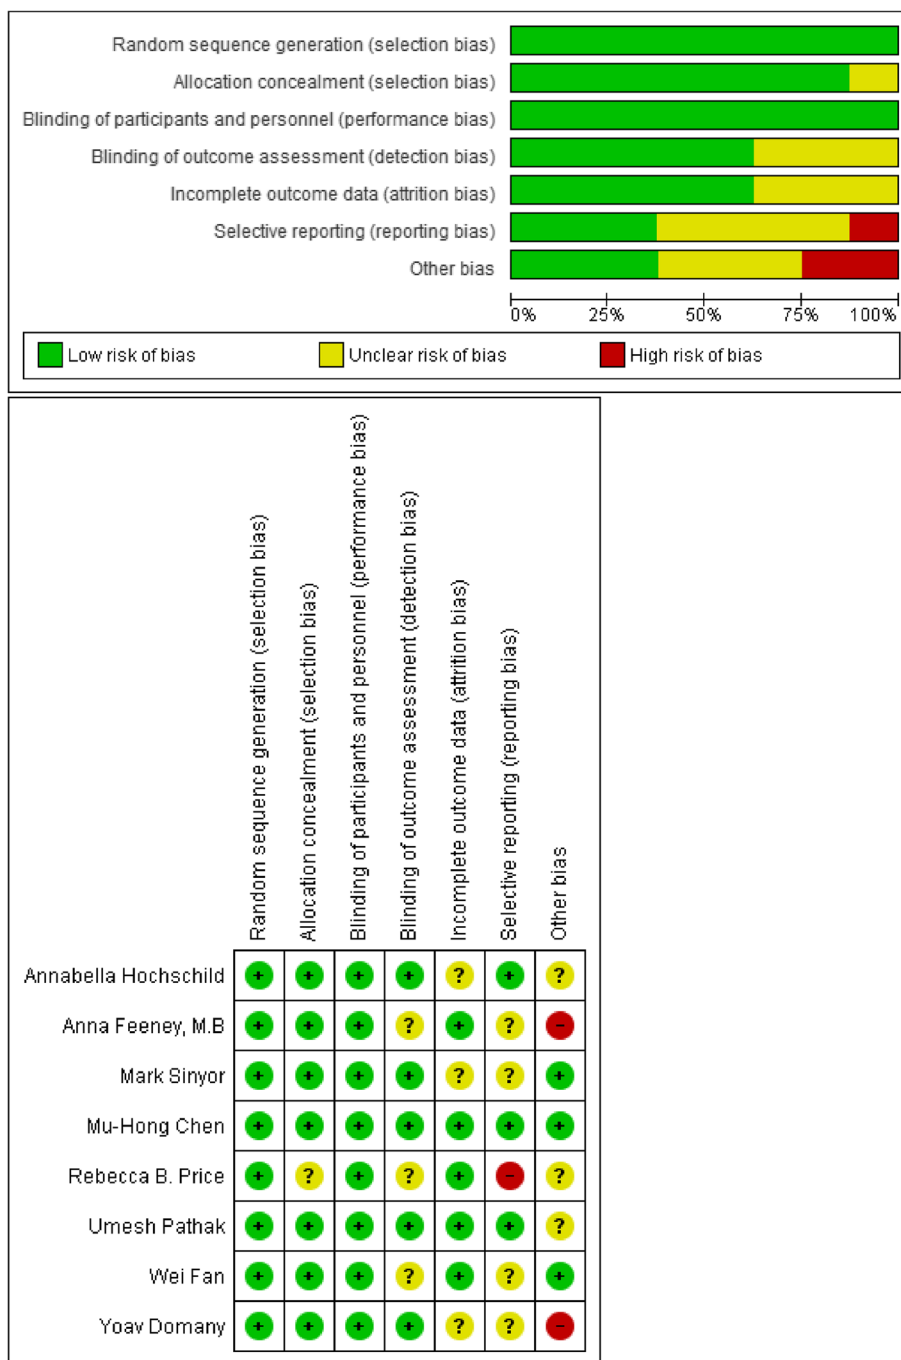 Random sequence generation (selection bias)
Allocation concealment (selection bias)
Blinding of participants and personnel (performance bias)
Blinding of outcome assessment (detection bias)
Incomplete outcome data (attrition bias)
Selective reporting (reporting bias)
Other bias
0% 25% 50% 75% 100%
Low risk of bias Unclear risk of bias High risk of bias
Random sequence generation (selection bias)
Allocation concealment (selection bias)
Blinding of participants and personnel (performance bias)
Blinding of outcome assessment (detection bias)
Incomplete outcome data (attrition bias)
Selective reporting (reporting bias)
Other bias
Annabella Hochschild + + + + ? + ?
Anna Feeney, M.B + + + ? + ? -
Mark Sinyor + + + + ? ? +
Mu-Hong Chen + + + + + + +
Rebecca B. Price + ? + ? + - ?
Umesh Pathak + + + + + + ?
Wei Fan + + + ? + ? +
Yoav Domany + + + + ? ? -